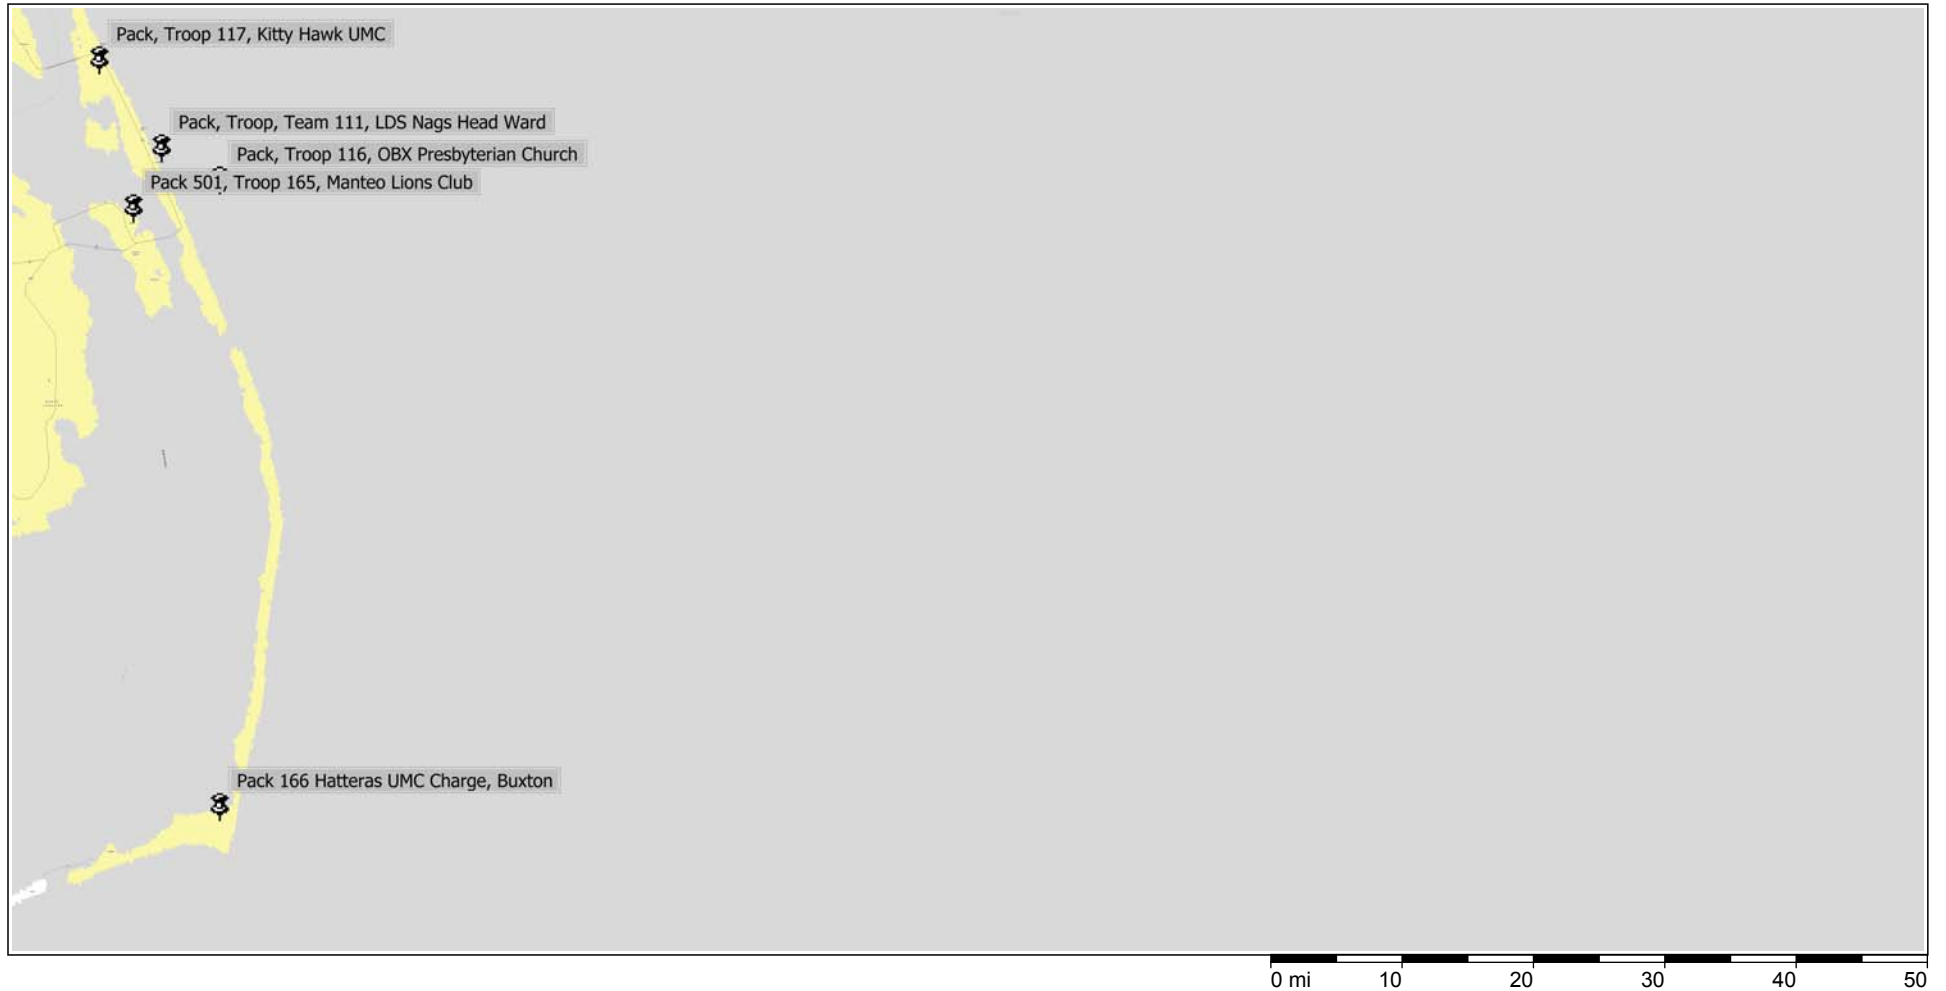 Pack, Troop 117, Kitty Hawk UMC
Pack, Troop, Team 111, LDS Nags Head Ward
Pack, Troop 116, OBX Presbyterian Church
Pack 501, Troop 165, Manteo Lions Club
Pack 166 Hatteras UMC Charge, Buxton
0 mi 10 20 30 40 50